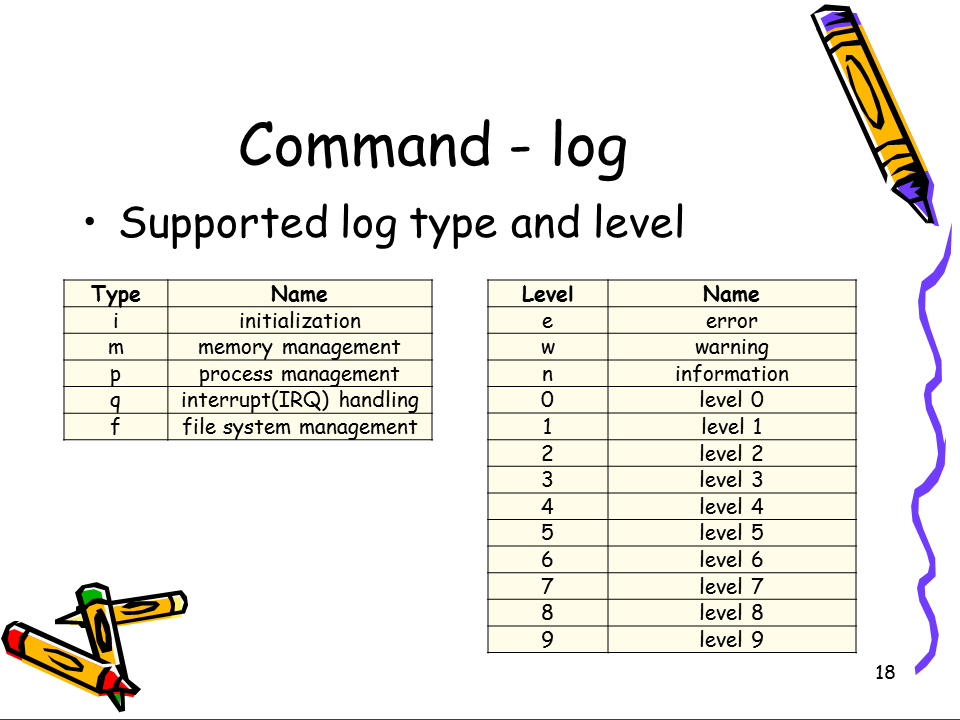 Command - log
• Supported log type and level
Type Name
i initialization
m memory management
p process management
q interrupt(IRQ) handling
f file system management
Level Name
e error
w warning
n information
0 level 0
1 level 1
2 level 2
3 level 3
4 level 4
5 level 5
6 level 6
7 level 7
8 level 8
9 level 9
18